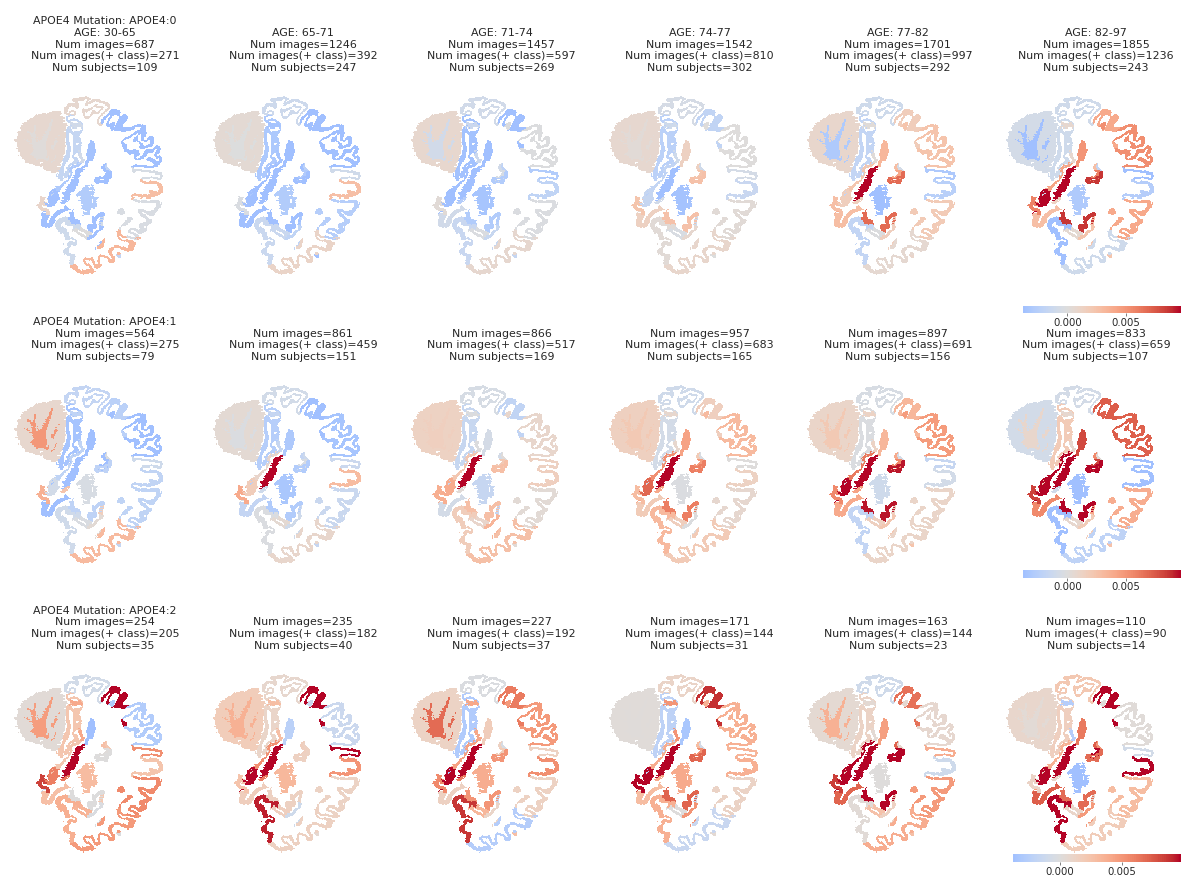 APOE4 Mutation: APOE4:0
AGE: 30-65
Num images=687
Num images(+ class)=271
Num subjects=109
AGE: 65-71
Num images=1246
Num images(+ class)=392
Num subjects=247
AGE: 71-74
Num images=1457
Num images(+ class)=597
Num subjects=269
AGE: 74-77
Num images=1542
Num images(+ class)=810
Num subjects=302
AGE: 77-82
Num images=1701
Num images(+ class)=997
Num subjects=292
AGE: 82-97
Num images=1855
Num images(+ class)=1236
Num subjects=243
0.000 0.005
APOE4 Mutation: APOE4:1
Num images=564
Num images(+ class)=275
Num subjects=79
Num images=861
Num images(+ class)=459
Num subjects=151
Num images=866
Num images(+ class)=517
Num subjects=169
Num images=957
Num images(+ class)=683
Num subjects=165
Num images=897
Num images(+ class)=691
Num subjects=156
Num images=833
Num images(+ class)=659
Num subjects=107
0.000 0.005
APOE4 Mutation: APOE4:2
Num images=254
Num images(+ class)=205
Num subjects=35
Num images=235
Num images(+ class)=182
Num subjects=40
Num images=227
Num images(+ class)=192
Num subjects=37
Num images=171
Num images(+ class)=144
Num subjects=31
Num images=163
Num images(+ class)=144
Num subjects=23
Num images=110
Num images(+ class)=90
Num subjects=14
0.000 0.005